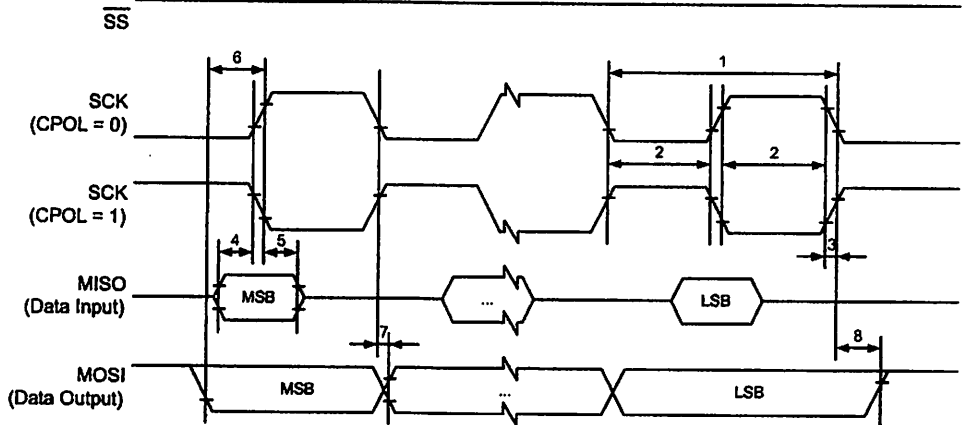 SS
6
1
SCK
(CPOL = 0)
2
2
SCK
(CPOL = 1)
4
5
3
MISO
(Data Input)
MSB
...
LSB
7
8
MOSI
(Data Output)
MSB
...
LSB